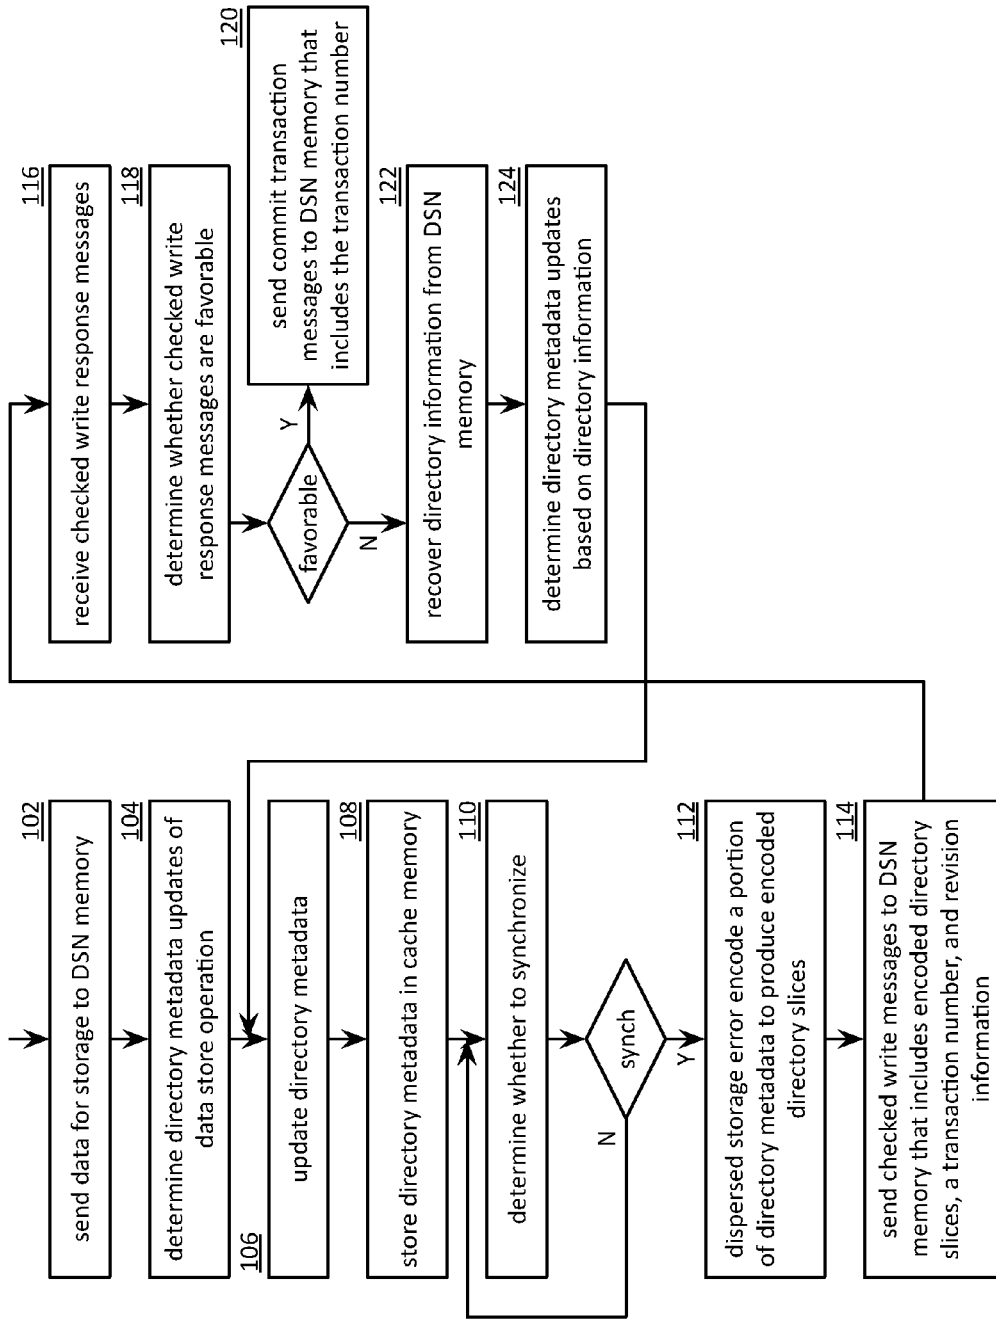 102
send data for storage to DSN memory
104
determine directory metadata updates of
data store operation
106
update directory metadata
108
store directory metadata in cache memory
110
determine whether to synchronize
synch
N
Y
112
dispersed storage error encode a portion
of directory metadata to produce encoded
directory slices
114
send checked write messages to DSN
memory that includes encoded directory
slices, a transaction number, and revision
information
116
receive checked write response messages
118
determine whether checked write
response messages are favorable
favorable
Y
N
120
send commit transaction
messages to DSN memory that
includes the transaction number
122
recover directory information from DSN
memory
124
determine directory metadata updates
based on directory information